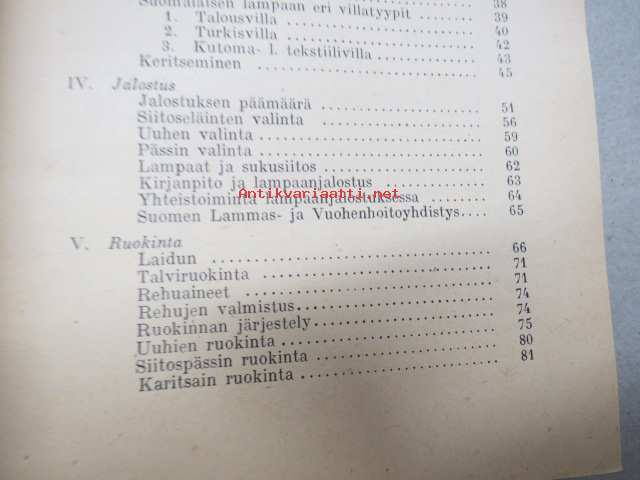 Suomalaisen lampaan eri villatyypit . . . . . . . . 38
1. Talousvilla . . . . . . . . . . . . . . . . . . . . 39
2. Turkisvilla . . . . . . . . . . . . . . . . . . . . 40
3. Kutoma- l. tekstiilivilla . . . . . . . . . . . . 42
Keritseminen . . . . . . . . . . . . . . . . . . . . . . 43
45
IV. Jalostus
Jalostuksen päämäärä . . . . . . . . . . . . . . . . 51
Siitoseläinten valinta . . . . . . . . . . . . . . . . 56
Uuhen valinta . . . . . . . . . . . . . . . . . . . . . 59
Pässin valinta . . . . . . . . . . . . . . . . . . . . . 60
Lampaat ja sukusiitos . . . . . . . . . . . . . . . . 62
Kirjanpito ja lampaanjalostus . . . . . . . . . . 63
Antikvariaatti.net
Yhteistoiminta lampaanjalostuksessa . . . . . . 64
Suomen Lammas- ja Vuohenhoitoyhdistys.... 65
V. Ruokinta
Laidun . . . . . . . . . . . . . . . . . . . . . . . . . . 66
Talviruokinta . . . . . . . . . . . . . . . . . . . . . 71
Rehuaineet . . . . . . . . . . . . . . . . . . . . . . . 71
Rehujen valmistus . . . . . . . . . . . . . . . . . . 74
Ruokinnan järjestely . . . . . . . . . . . . . . . . . 74
Uuhien ruokinta . . . . . . . . . . . . . . . . . . . . 75
Siitospässin ruokinta . . . . . . . . . . . . . . . . . 80
Karitsain ruokinta . . . . . . . . . . . . . . . . . . . 81